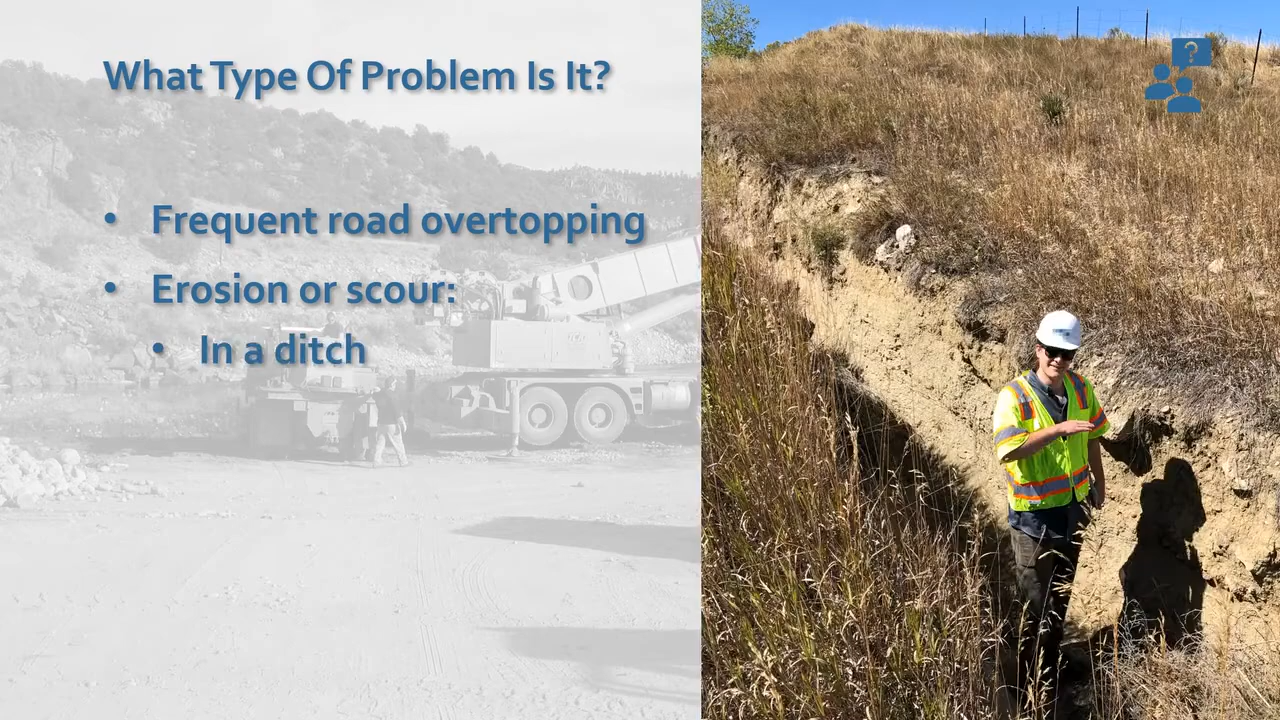 What Type Of Problem Is It?
?
• Frequent road overtopping
• Erosion or scour:
• In a ditch